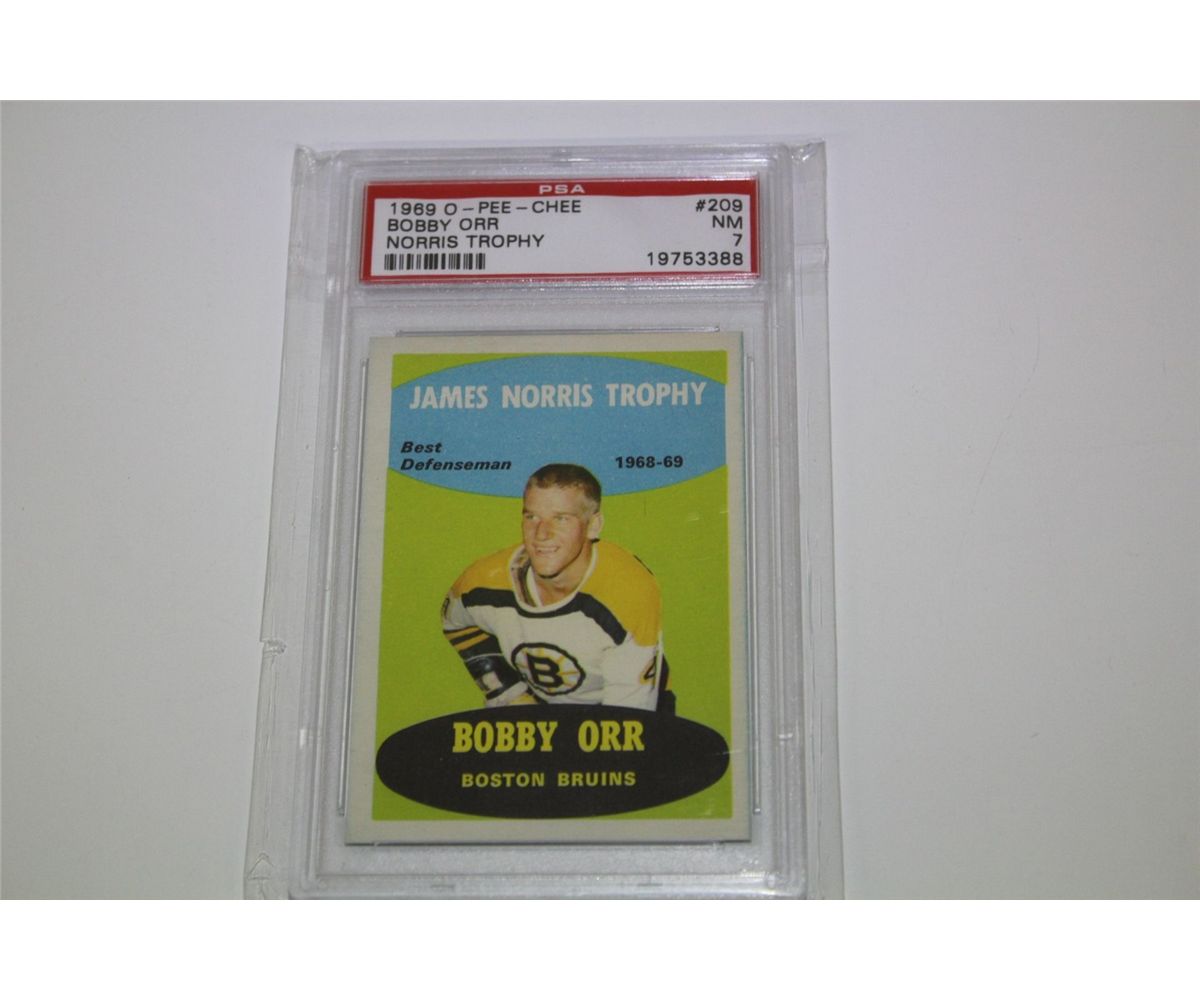 PSA
1969 O-PEE-CHEE #209
BOBBY ORR NM
NORRIS TROPHY 7
19753388
JAMES NORRIS TROPHY
Best
Defenseman 1968-69
B
4
BOBBY ORR
BOSTON BRUINS